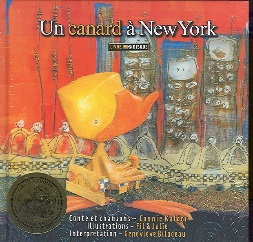 Un canard à New York
Conte et chansons – Connie Kaldor
Illustrations – Fil & Julie
Interprétation – Geneviève Bilodeau